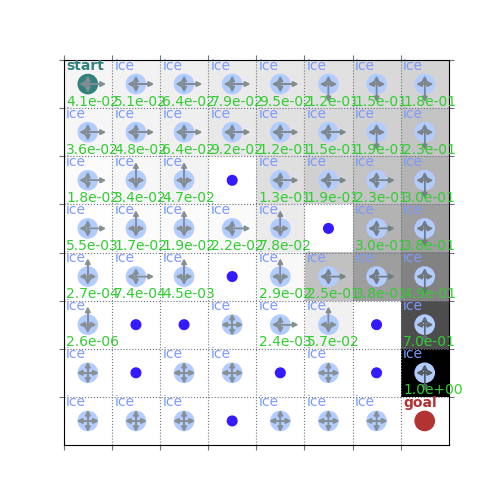 start ice ice ice ice ice ice ice
4.1e-02 5.1e-02 6.4e-02 7.9e-02 9.5e-02 1.2e-01 1.5e-01 1.8e-01
ice ice ice ice ice ice ice ice
3.6e-02 4.8e-02 6.4e-02 9.2e-02 1.2e-01 1.5e-01 1.9e-01 2.3e-01
ice ice ice ice ice ice ice
1.8e-02 3.4e-02 4.7e-02 1.3e-01 1.9e-01 2.3e-01 3.0e-01
ice ice ice ice ice ice ice
5.5e-03 1.7e-02 1.9e-02 2.2e-02 7.8e-02 3.0e-01 3.8e-01
ice ice ice ice ice ice ice
2.7e-04 7.4e-04 4.5e-03 2.9e-02 2.5e-01 3.8e-01
ice ice ice ice ice
2.6e-06 2.4e-03 5.7e-02 7.0e-01
ice ice ice ice ice
1.0e+00
ice ice ice ice ice ice goal